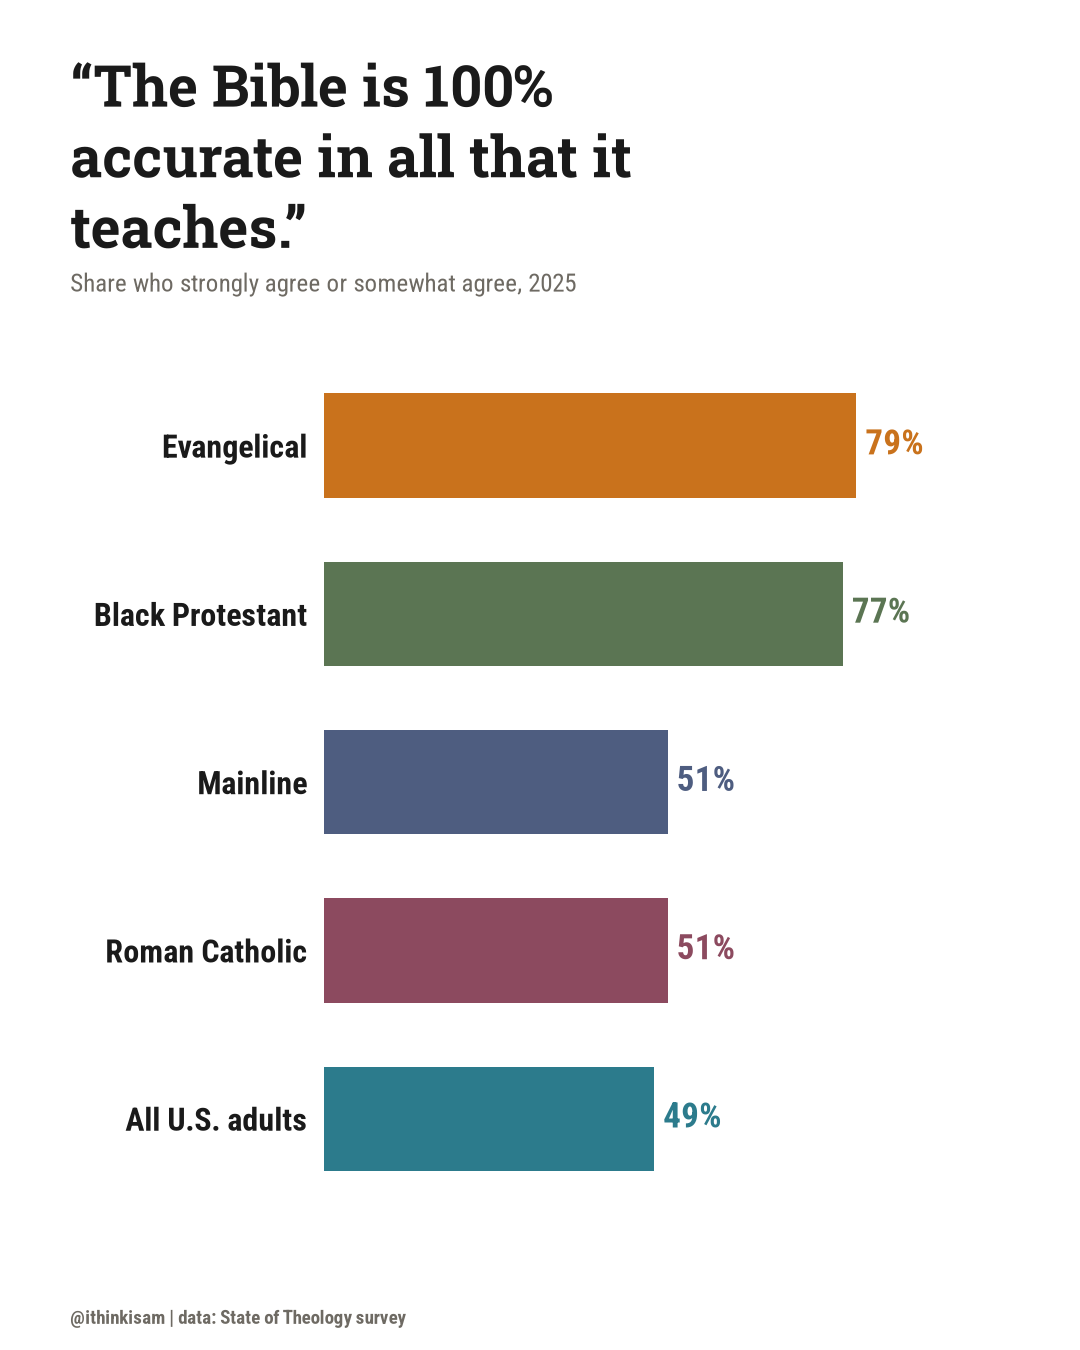 “The Bible is 100%
accurate in all that it
teaches.”
Share who strongly agree or somewhat agree, 2025
Evangelical 79%
Black Protestant 77%
Mainline 51%
Roman Catholic 51%
All U.S. adults 49%
@ithinkisam | data: State of Theology survey